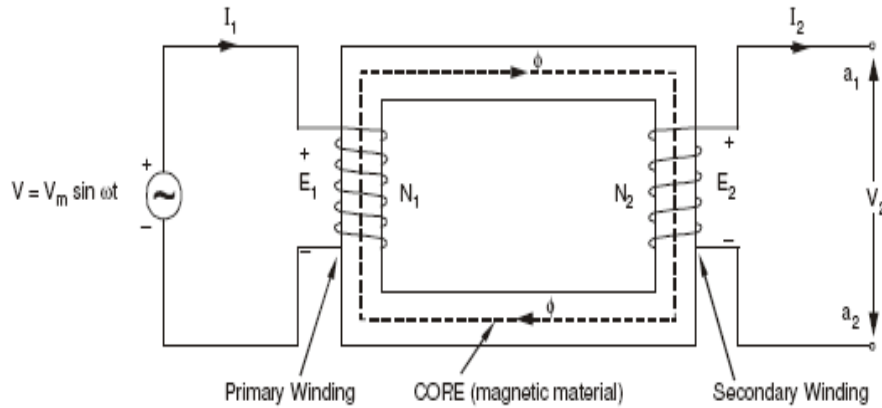 I1
I2
ϕ
a1
+
+
+
E1
N1
N2
E2
V = Vm sin ωt
~
V2
−
−
−
ϕ
a2
Primary Winding
CORE (magnetic material)
Secondary Winding